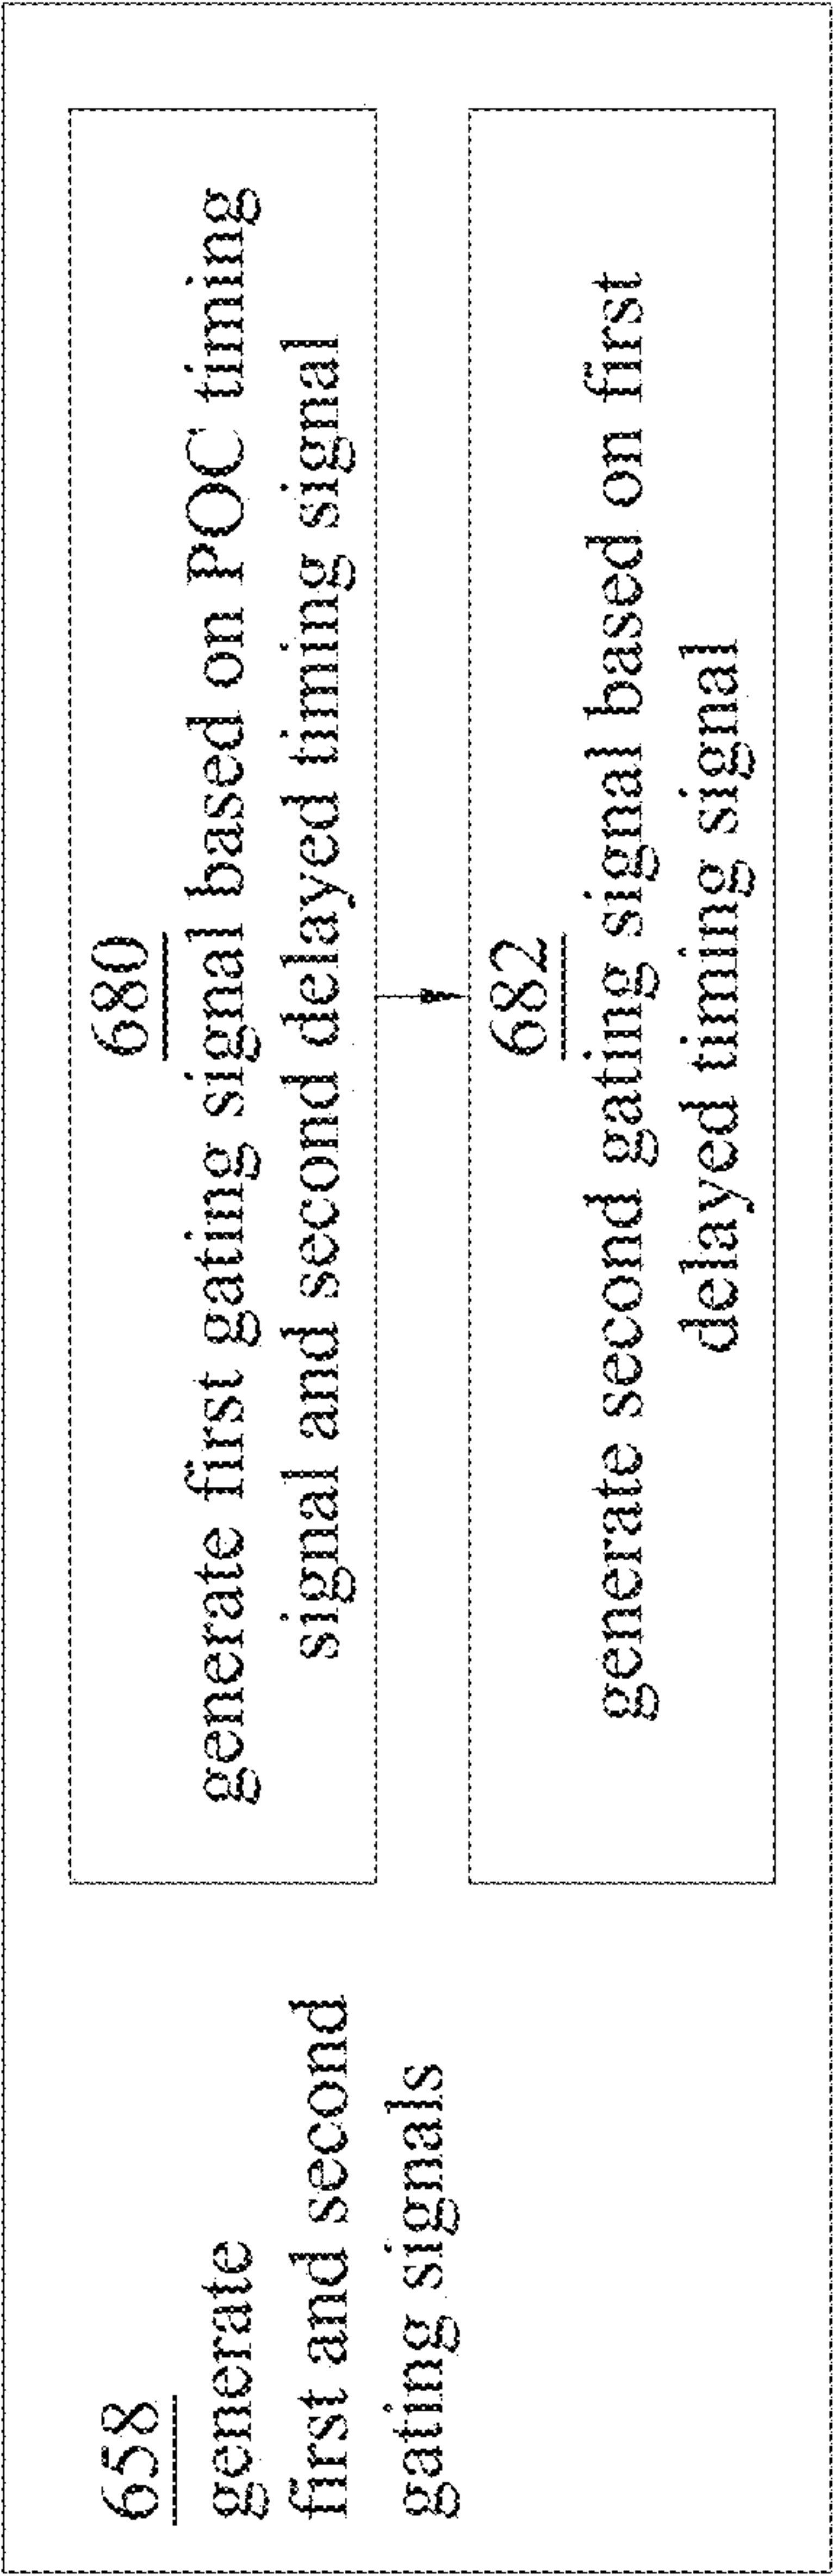 658
generate
first and second
gating signals
680
generate first gating signal based on POC timing
signal and second delayed timing signal
682
generate second gating signal based on first
delayed timing signal